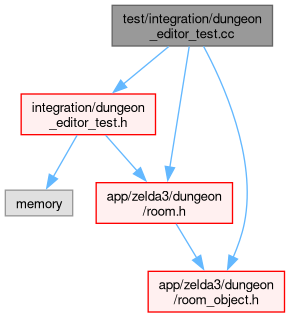 test/integration/dungeon
_editor_test.cc
integration/dungeon
_editor_test.h
memory
app/zelda3/dungeon
/room.h
app/zelda3/dungeon
/room_object.h